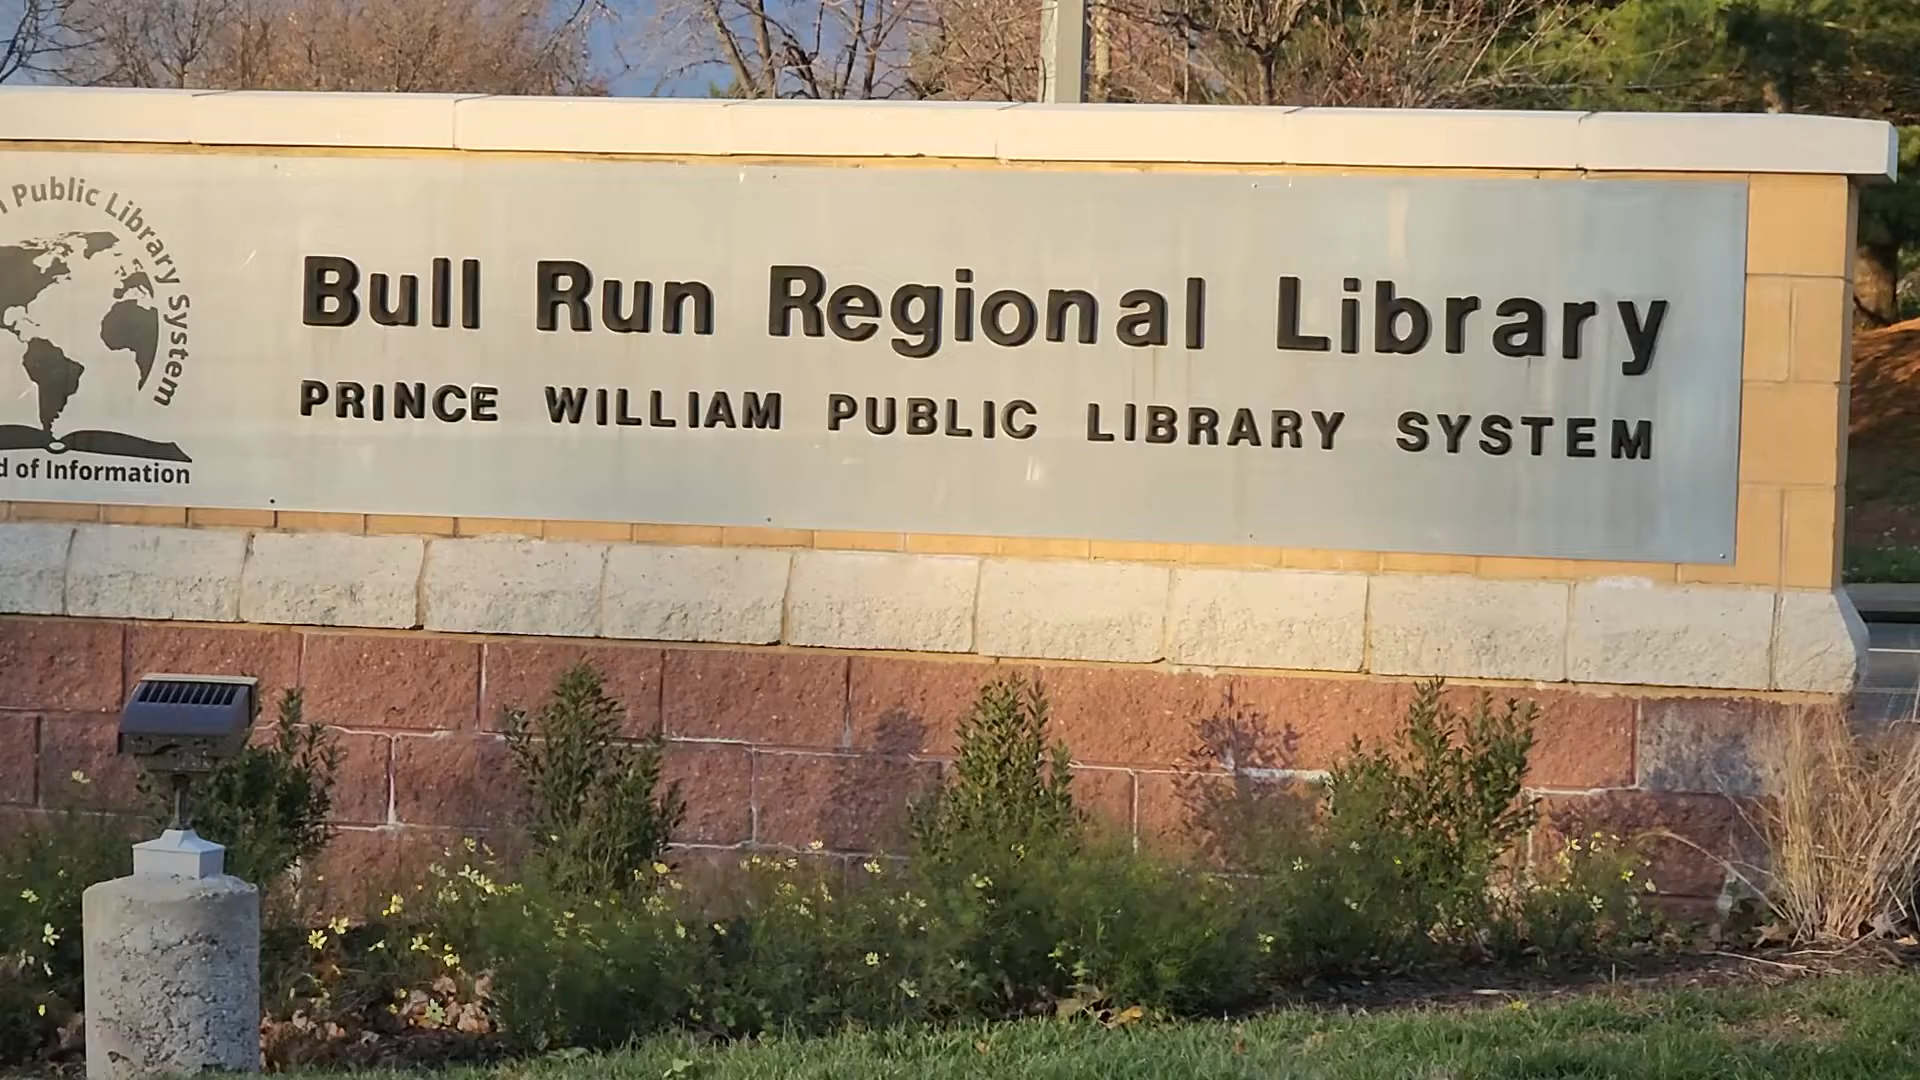 Public Library System
of Information
Bull Run Regional Library
PRINCE WILLIAM PUBLIC LIBRARY SYSTEM